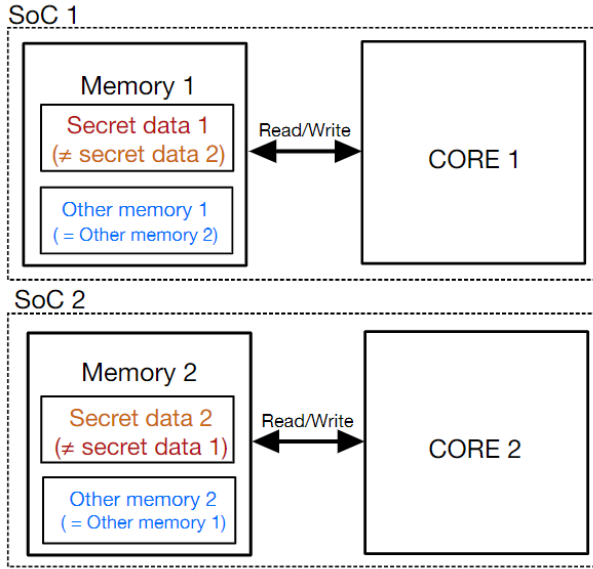 SoC 1
Memory 1
Secret data 1
(≠ secret data 2)
Other memory 1
( = Other memory 2)
Read/Write
CORE 1
SoC 2
Memory 2
Secret data 2
(≠ secret data 1)
Other memory 2
( = Other memory 1)
Read/Write
CORE 2